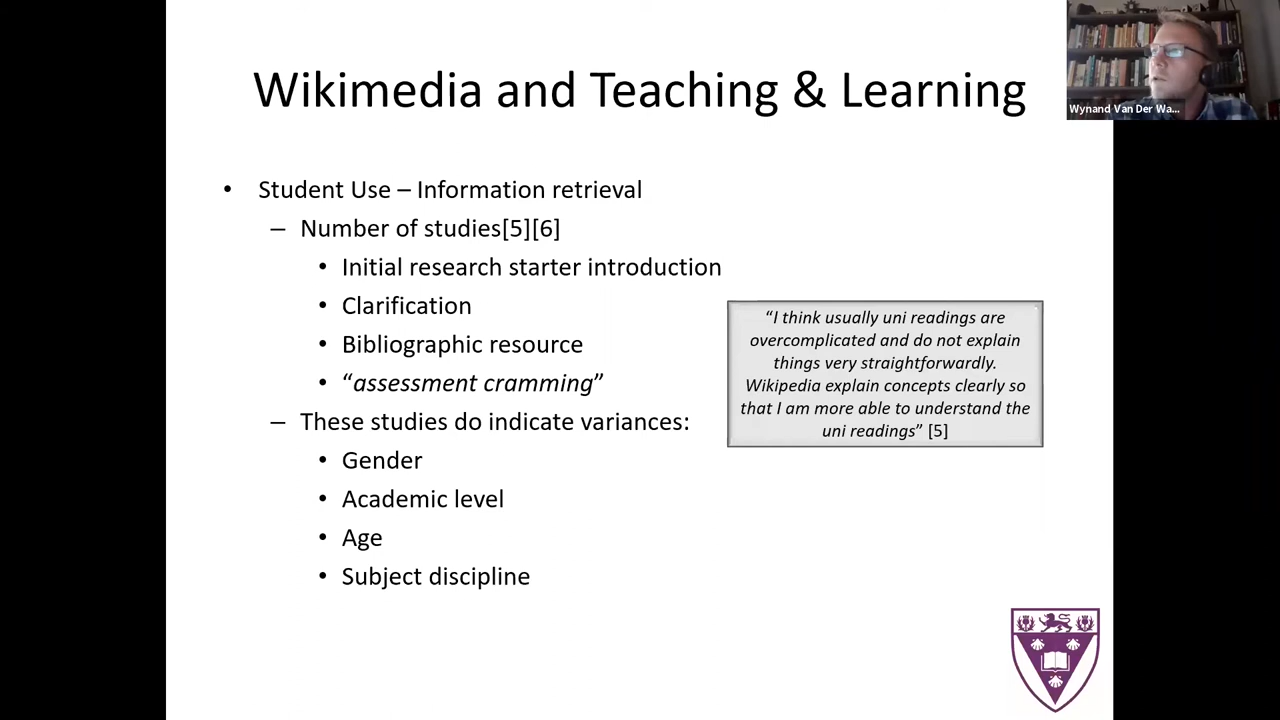 Wikimedia and Teaching & Learning
Wynand Van Der Wa...
• Student Use – Information retrieval
– Number of studies[5][6]
• Initial research starter introduction
• Clarification
• Bibliographic resource
• “assessment cramming”
– These studies do indicate variances:
• Gender
• Academic level
• Age
• Subject discipline
“I think usually uni readings are
overcomplicated and do not explain
things very straightforwardly.
Wikipedia explain concepts clearly so
that I am more able to understand the
uni readings” [5]